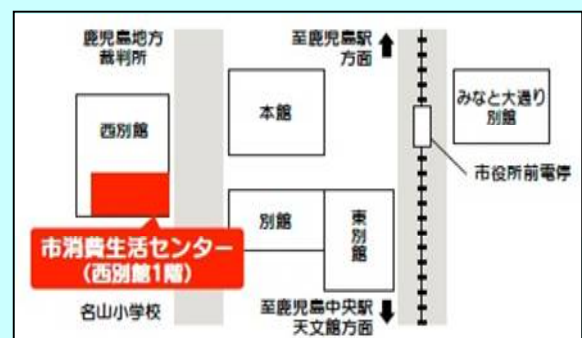 鹿児島地方
裁判所
至鹿児島駅
方面
西別館
本館
みなと大通り
別館
市役所前電停
別館
東別館
市消費生活センター
(西別館1階)
名山小学校
至鹿児島中央駅
天文館方面